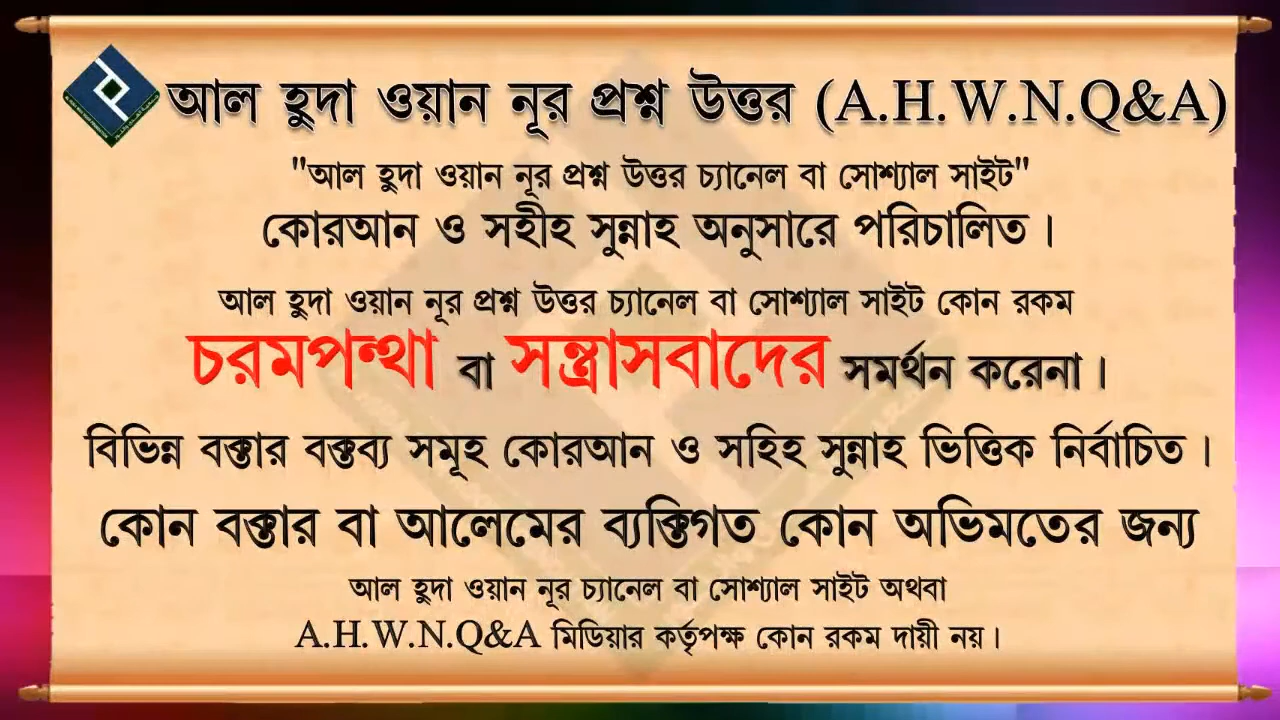 আল হুদা ওয়ান নূর প্রশ্ন উত্তর (A.H.W.N.Q&A)
"আল হুদা ওয়ান নূর প্রশ্ন উত্তর চ্যানেল বা সোশ্যাল সাইট"
কোরআন ও সহীহ সুন্নাহ অনুসারে পরিচালিত।
আল হুদা ওয়ান নূর প্রশ্ন উত্তর চ্যানেল বা সোশ্যাল সাইট কোন রকম
চরমপন্থা বা সন্ত্রাসবাদের সমর্থন করেনা।
বিভিন্ন বক্তার বক্তব্য সমূহ কোরআন ও সহিহ সুন্নাহ ভিত্তিক নির্বাচিত।
কোন বক্তার বা আলেমের ব্যক্তিগত কোন অভিমতের জন্য
আল হুদা ওয়ান নূর চ্যানেল বা সোশ্যাল সাইট অথবা
A.H.W.N.Q&A মিডিয়ার কর্তৃপক্ষ কোন রকম দায়ী নয়।